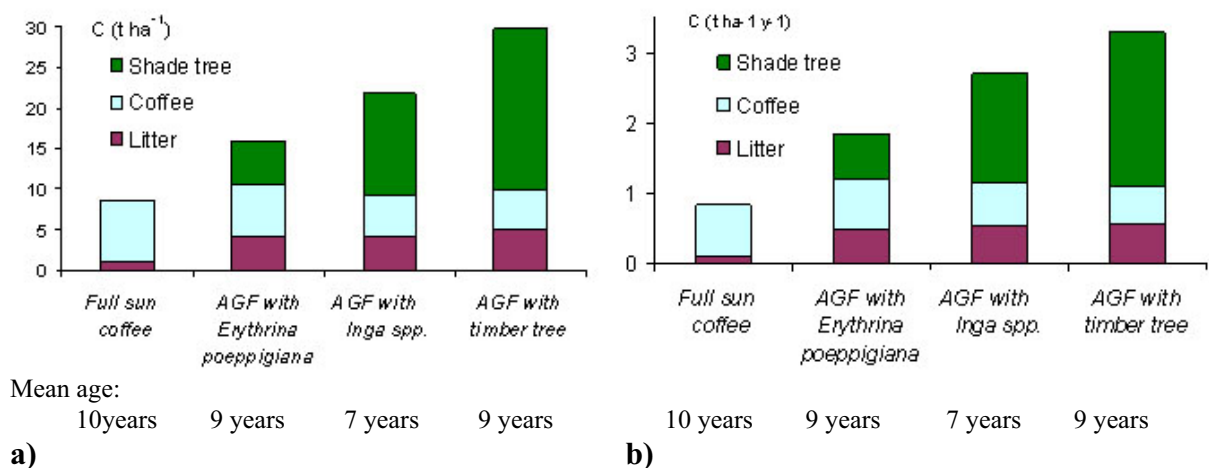 C (t ha⁻¹)
30
25
20
15
10
5
0
Shade tree
Coffee
Litter
Full sun
coffee
AGF with
Erythrina
poeppigiana
AGF with
Inga spp.
AGF with
timber tree
C (t ha-1 y-1)
3
2
1
0
Shade tree
Coffee
Litter
Full sun
coffee
AGF with
Erythrina
poeppigiana
AGF with
Inga spp.
AGF with
timber tree
Mean age:
10years 9 years 7 years 9 years
10 years 9 years 7 years 9 years
a)
b)